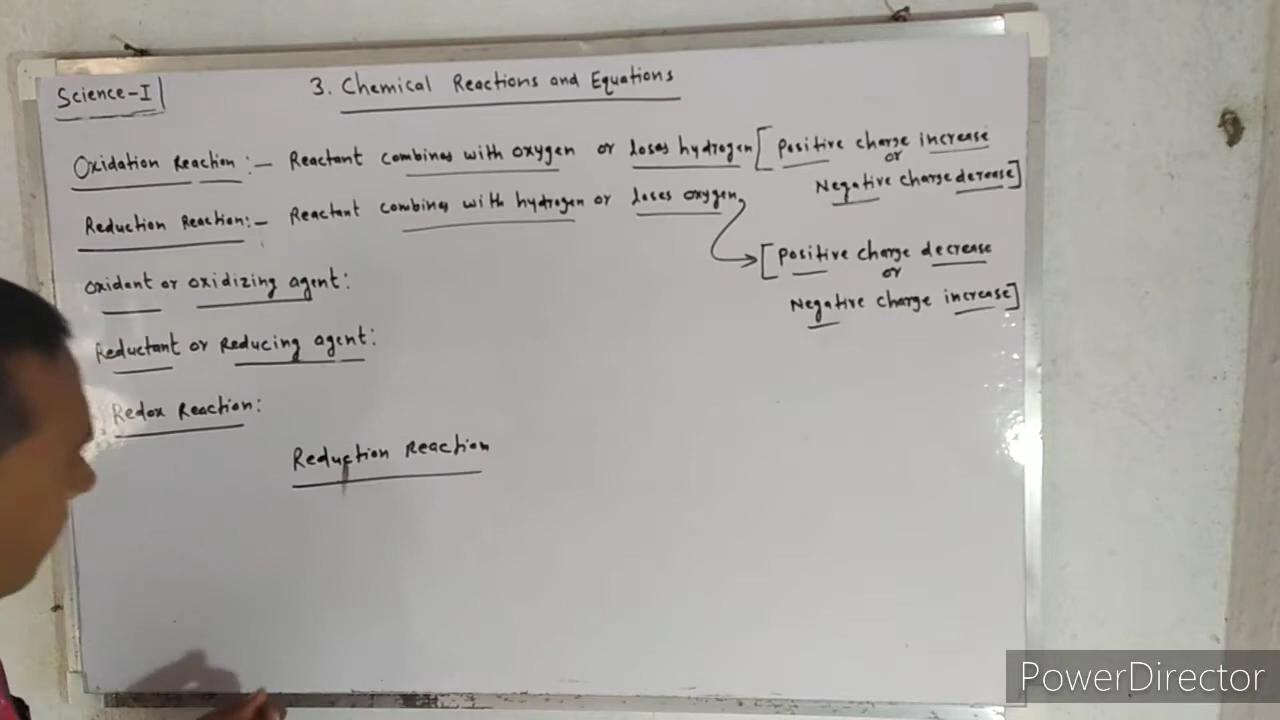 Science-I
3. Chemical Reactions and Equations
Oxidation Reaction:- Reactant combines with oxygen or loses hydrogen [Positive charge increase
or
Negative charge derease]
Reduction Reaction:- Reactant combines with hydrogen or loses oxygen
[Positive charge decrease
or
Negative charge increase]
Oxidant or oxidizing agent:
Reductant or Reducing agent:
Redox Reaction:
Reduction Reaction
PowerDirector